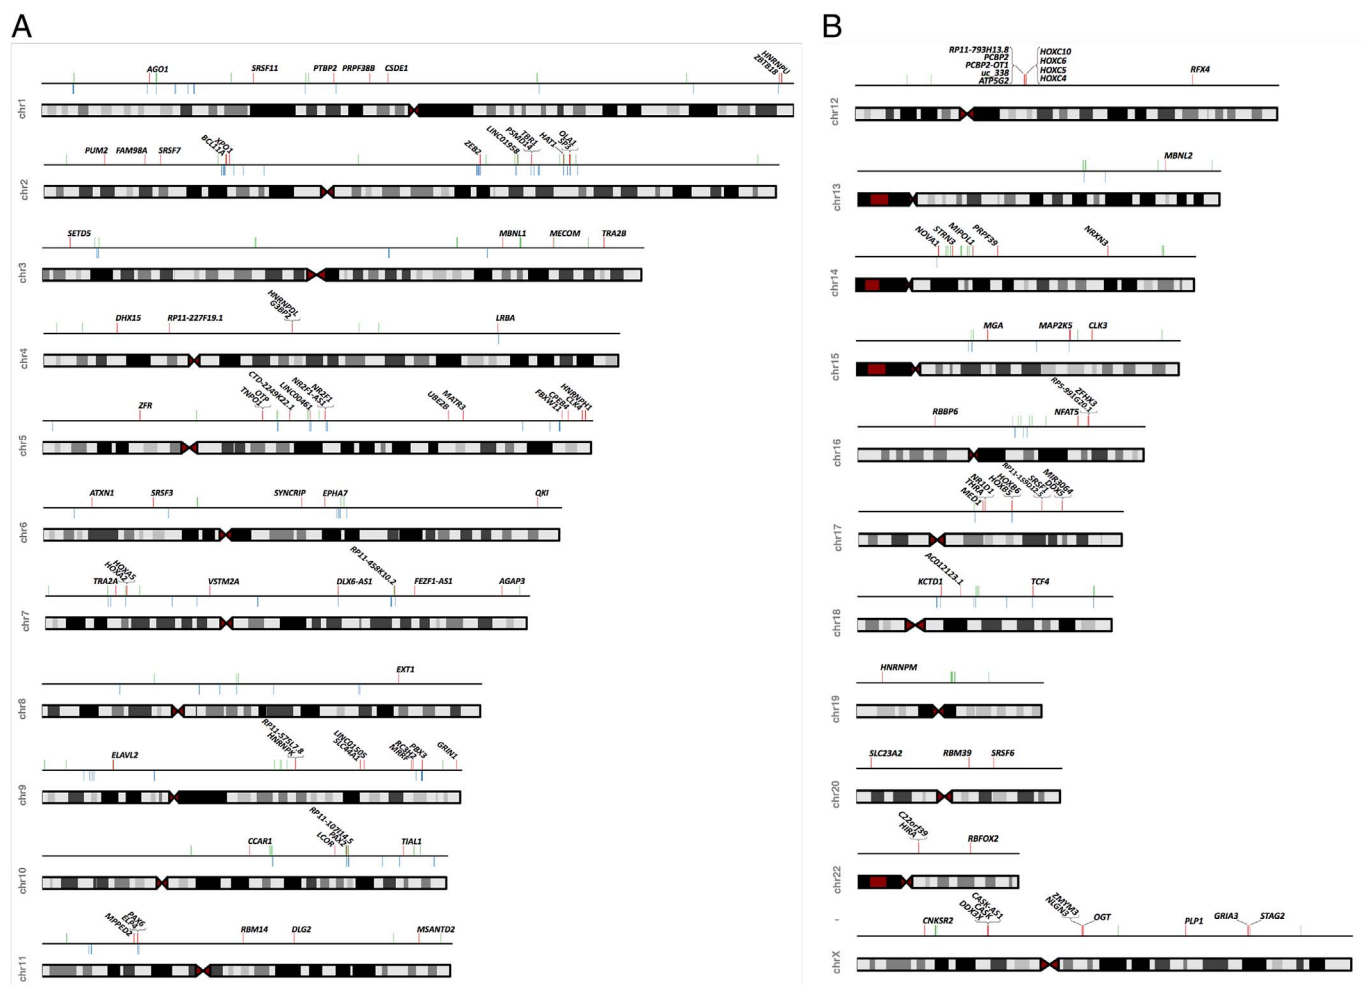 A
AGO1 SRSF11 PTBP2 PRPF38B CSDE1 HNRNPU ZBTB18
chr1
PUM2 FAM98A SRSF7 XPO1 BCL11A ZEB2 LINC01958 PSMD14 TBR1 HAT1 OLA1 SP3
chr2
SETD5 MBNL1 MECOM TRA2B
chr3
DHX15 RP11-227F19.1 HNRNPDL G3BP2 LRBA
chr4
ZFR TNPO1 OTP CTD-2249K22.1 LINC00461 NR2F1-AS1 NR2F1 UBE2B MATR3 FBXW11 CPEB4 CLK4 HNRNPH1
chr5
ATXN1 SRSF3 SYNCRIP EPHA7 QKI
chr6
TRA2A HOXA5 HOXA2 VSTM2A DLX6-AS1 RP11-458K10.2 FEZF1-AS1 AGAP3
chr7
EXT1
chr8
ELAVL2 RP11-575L7.8 HNRNPK LINC01505 SLC44A1 RC3H2 MRRF PBX3 GRIN1
chr9
CCAR1 RP11-107I14.5 PAX2 LCOR TIAL1
chr10
PAX6 ELP4 MPPED2 RBM14 DLG2 MSANTD2
chr11
B
RP11-793H13.8 HOXC10
PCBP2 HOXC6
PCBP2-OT1 HOXC5
uc_338 HOXC4
ATP5G2 RFX4
chr12
MBNL2
chr13
NOVA1 STRN3 MIPOL1 PRPF39 NRXN3
chr14
MGA MAP2K5 CLK3
chr15
RBBP6 NFAT5 RP5-991G20.1 ZFHX3
chr16
MED1 THRA NR1D1 HOXB5 HOXB6 SRSF1 DDX5 MIR3064
chr17
KCTD1 AC012123.1 TCF4
chr18
HNRNPM
chr19
SLC23A2 RBM39 SRSF6
chr20
C22orf39 HIRA RBFOX2
chr22
-
CNKSR2 CASK-AS1 CASK DDX3X ZMYM3 NLGN3 OGT PLP1 GRIA3 STAG2
chrX